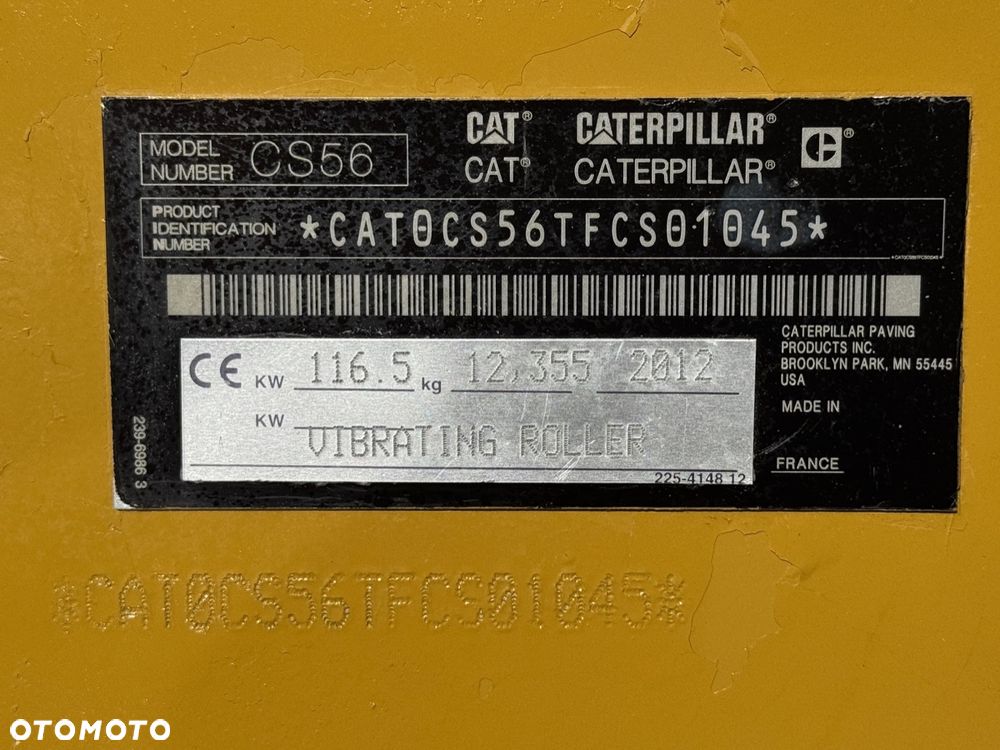 MODEL NUMBER CS56
CAT® CATERPILLAR®
CAT® CATERPILLAR®
PRODUCT IDENTIFICATION NUMBER *CAT0CS56TFCS01045*
*CAT0CS56TFCS01045*
CE KW 116.5 kg 12,355 2012
KW
VIBRATING ROLLER
225-4148 12
CATERPILLAR PAVING
PRODUCTS INC.
BROOKLYN PARK, MN 55445
USA
MADE IN
FRANCE
239-6986 3
*CAT0CS56TFCS01045*
OTOMOTO